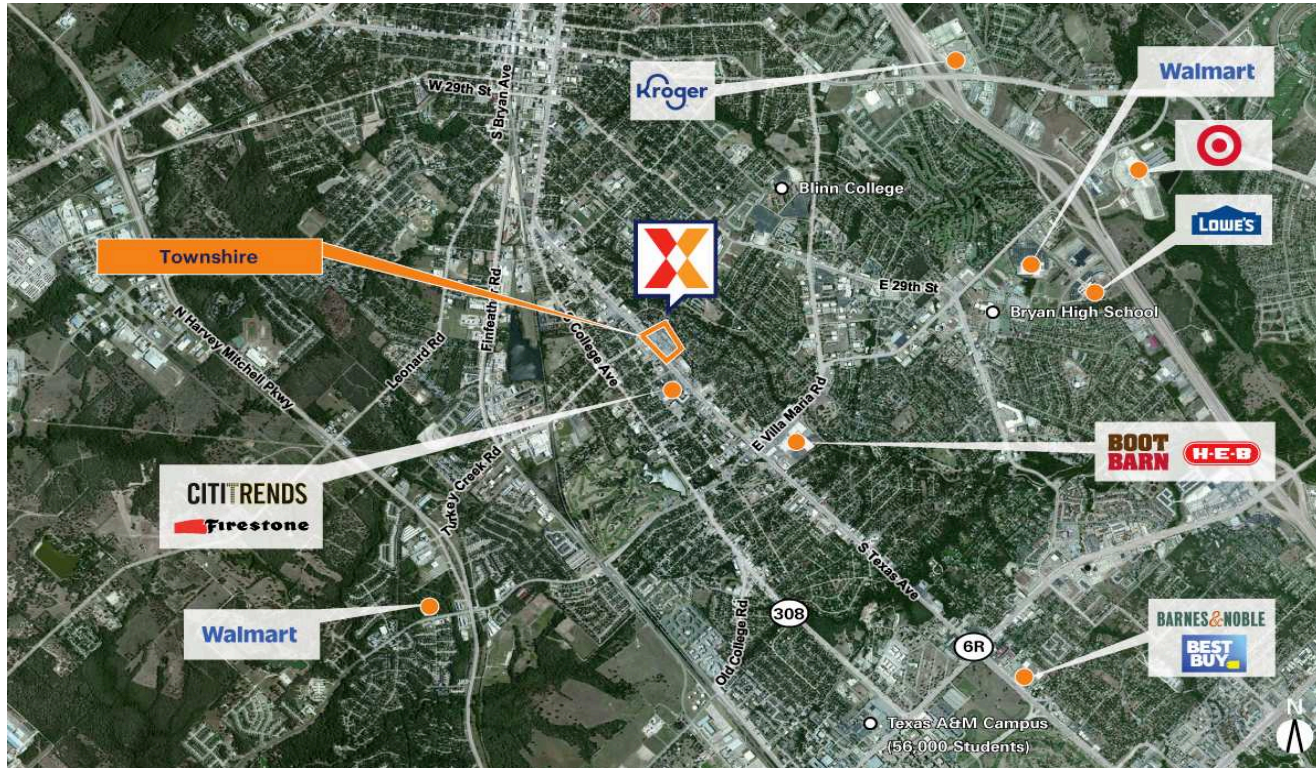 W 29th St
S Bryan Ave
Kroger
Walmart
LOWE'S
Blinn College
Townshire
E 29th St
Bryan High School
N Harvey Mitchell Pkwy
Leonard Rd
Finfeather Rd
College Ave
E Villa Maria Rd
BOOT
BARN
H-E-B
CITITRENDS
Firestone
Turkey Creek Rd
S Texas Ave
Walmart
Old College Rd
308
6R
BARNES&NOBLE
BEST
BUY
Texas A&M Campus
(56,000 Students)
N